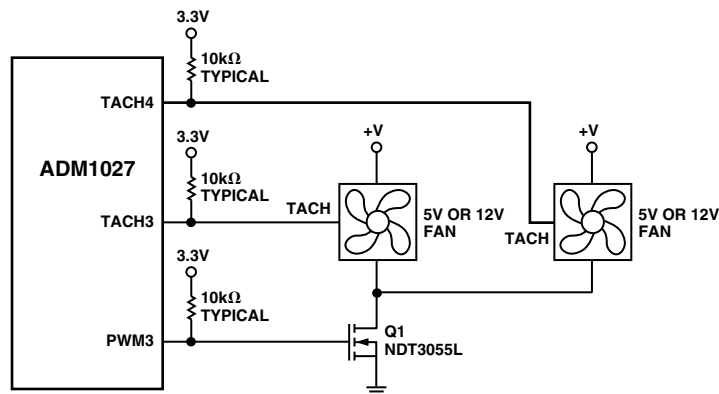 3.3V
10kΩ
TYPICAL
TACH4
3.3V
+V
+V
ADM1027
10kΩ
TYPICAL
TACH
5V OR 12V
FAN
5V OR 12V
FAN
TACH3
TACH
3.3V
10kΩ
TYPICAL
Q1
NDT3055L
PWM3